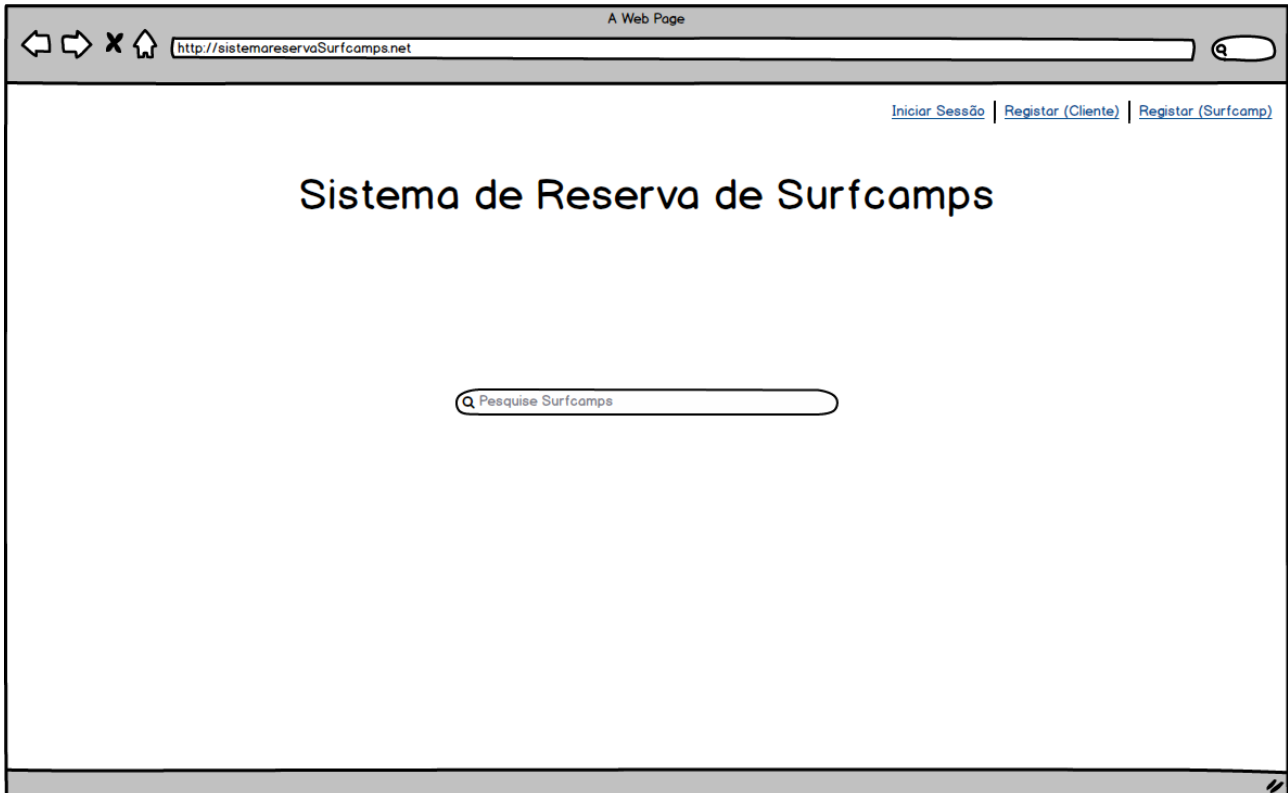 A Web Page
http://sistemareservaSurfcamps.net
Iniciar Sessão Registar (Cliente) Registar (Surfcamp)
Sistema de Reserva de Surfcamps
Pesquise Surfcamps